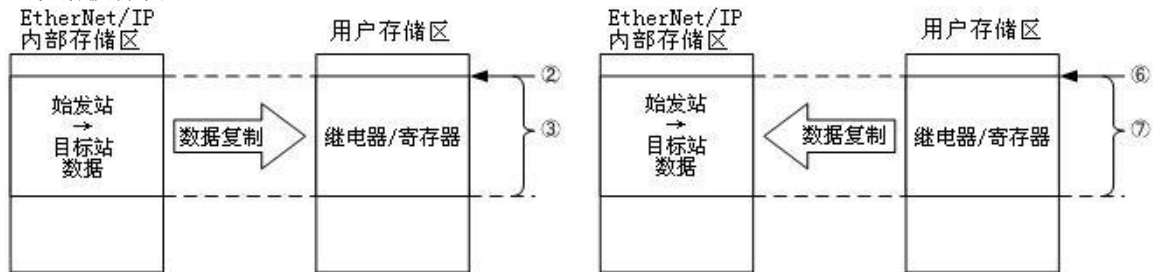 EtherNet/IP
内部存储区
用户存储区
始发站
→
目标站
数据
数据复制
继电器/寄存器
②
③
EtherNet/IP
内部存储区
用户存储区
始发站
→
目标站
数据
数据复制
继电器/寄存器
⑥
⑦